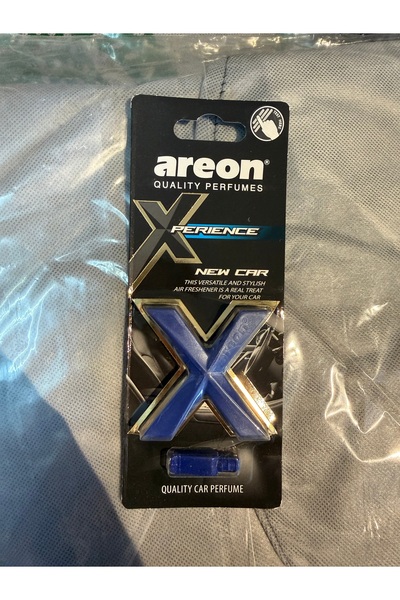 areon®
QUALITY PERFUMES
XPERIENCE
NEW CAR
THIS VERSATILE AND STYLISH
AIR FRESHENER IS A REAL TREAT
FOR YOUR CAR
QUALITY CAR PERFUME